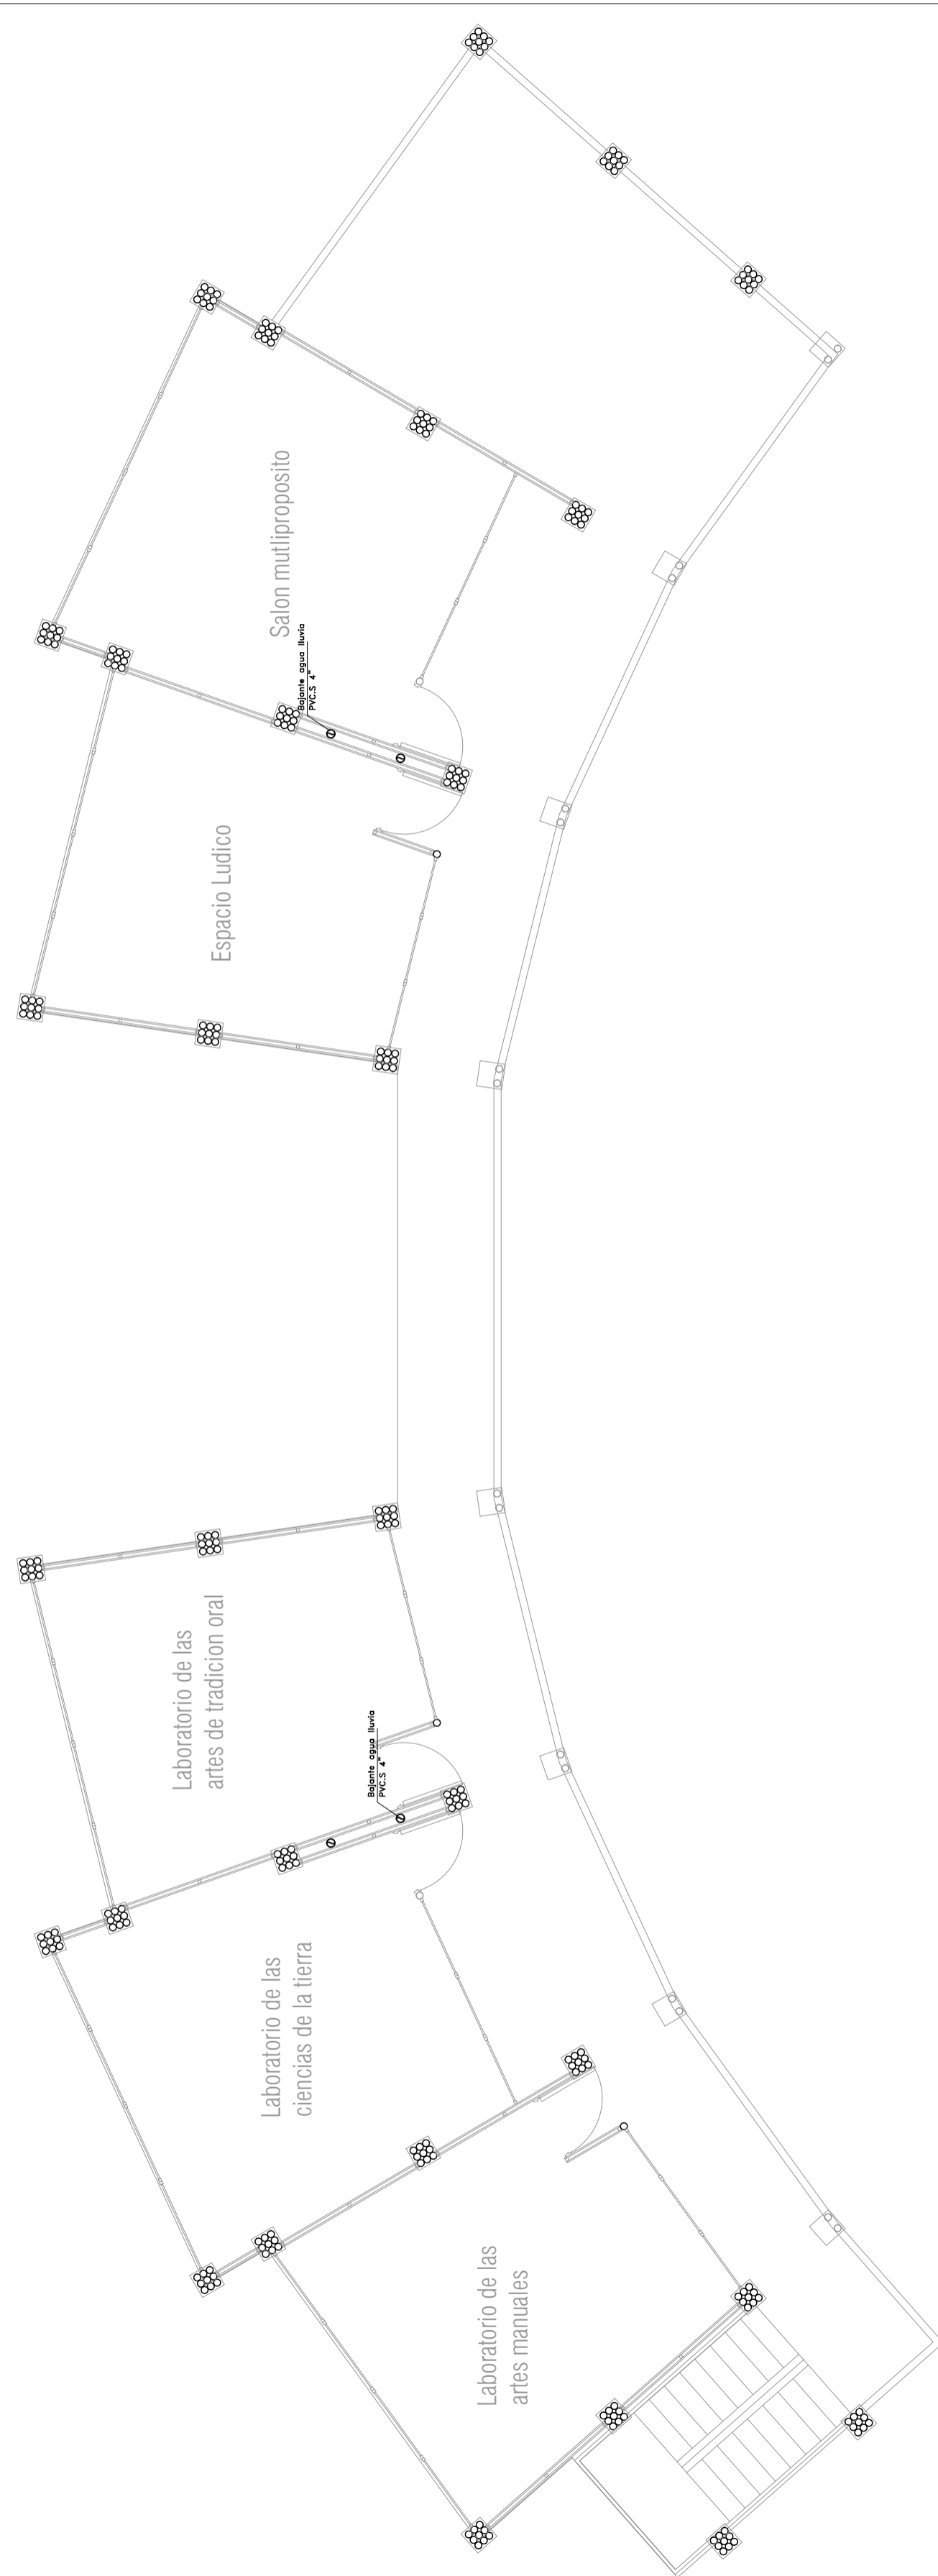 Salon mutliproposito
Bajante agua lluvia
PVC.S 4"
Espacio Ludico
Laboratorio de las
artes de tradicion oral
Bajante agua lluvia
PVC.S 4"
Laboratorio de las
ciencias de la tierra
Laboratorio de las
artes manuales